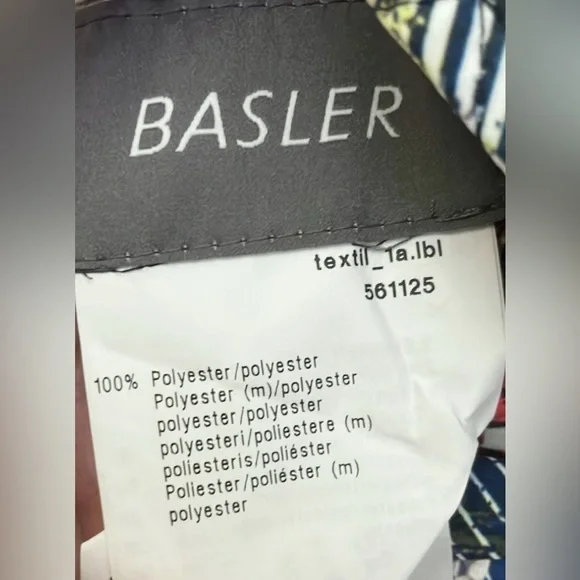 BASLER
textil_1a.lbl
561125
100% Polyester/polyester
Polyester (m)/polyester
polyester/polyester
polyesteri/poliestere (m)
poliesteris/poliéster
Poliester/poliéster (m)
polyester